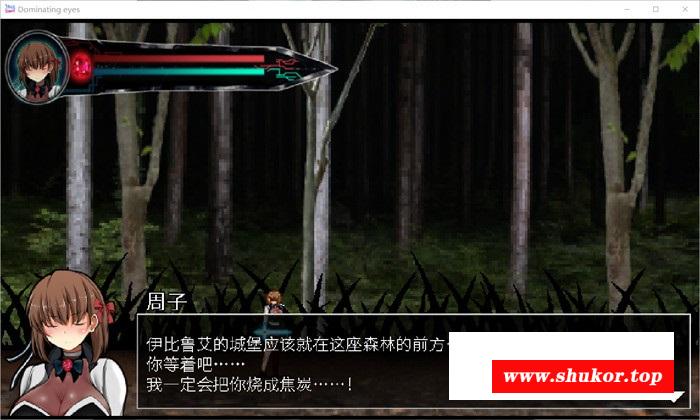 Dominating eyes
周子
伊比鲁艾的城堡应该就在这座森林的前方
你等着吧……
我一定会把你烧成焦炭……!
www.shukor.top